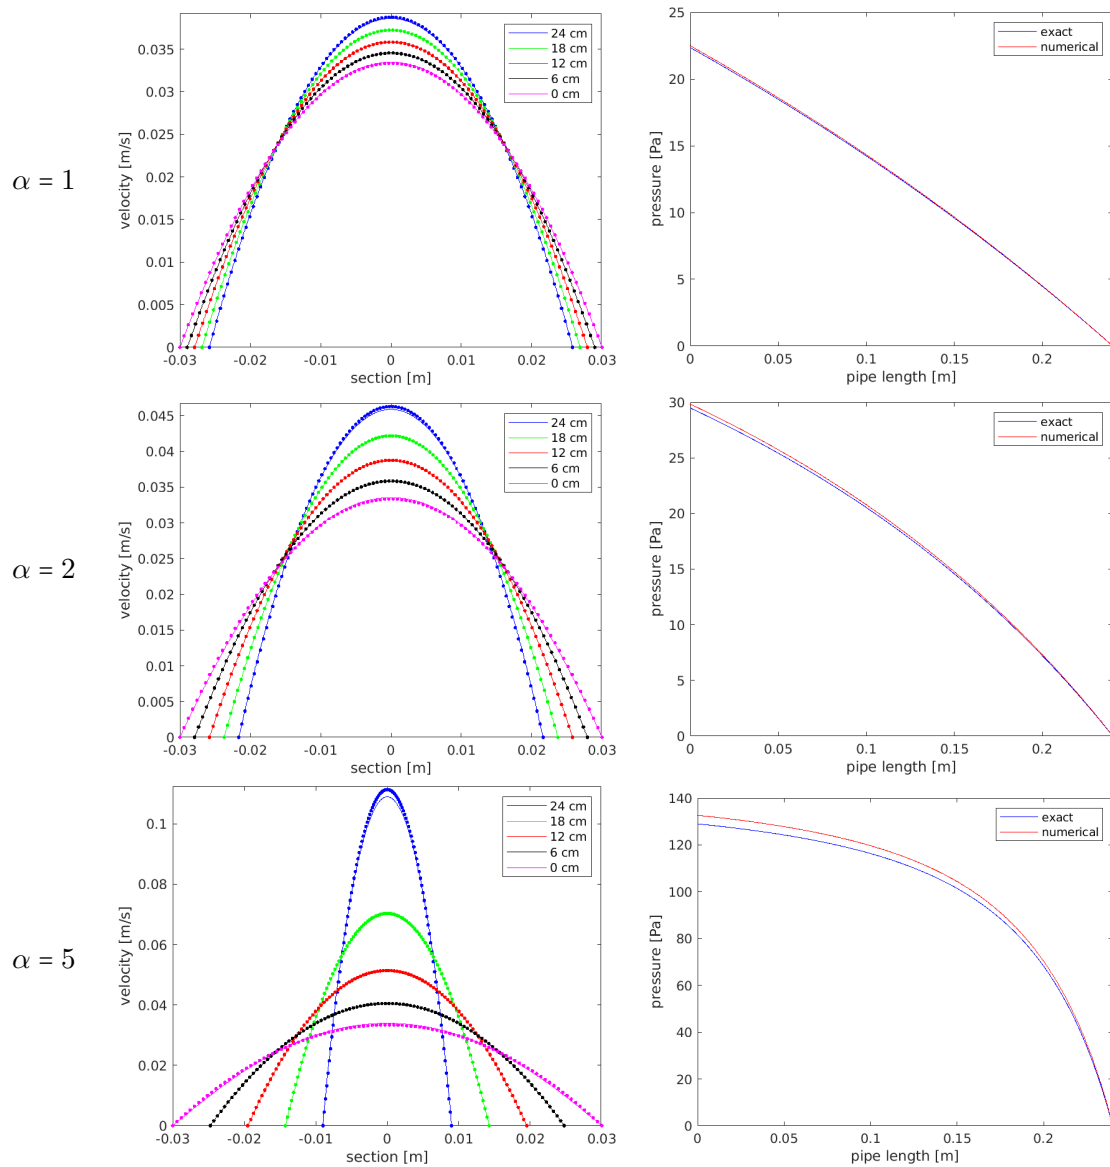 α = 1
velocity [m/s]
0.035
0.03
0.025
0.02
0.015
0.01
0.005
0
-0.03 -0.02 -0.01 0 0.01 0.02 0.03
section [m]
24 cm
18 cm
12 cm
6 cm
0 cm
pressure [Pa]
25
20
15
10
5
0
0 0.05 0.1 0.15 0.2
pipe length [m]
exact
numerical
α = 2
velocity [m/s]
0.045
0.04
0.035
0.03
0.025
0.02
0.015
0.01
0.005
0
-0.03 -0.02 -0.01 0 0.01 0.02 0.03
section [m]
24 cm
18 cm
12 cm
6 cm
0 cm
pressure [Pa]
30
25
20
15
10
5
0
0 0.05 0.1 0.15 0.2
pipe length [m]
exact
numerical
α = 5
velocity [m/s]
0.1
0.08
0.06
0.04
0.02
0
-0.03 -0.02 -0.01 0 0.01 0.02 0.03
section [m]
24 cm
18 cm
12 cm
6 cm
0 cm
pressure [Pa]
140
120
100
80
60
40
20
0
0 0.05 0.1 0.15 0.2
pipe length [m]
exact
numerical